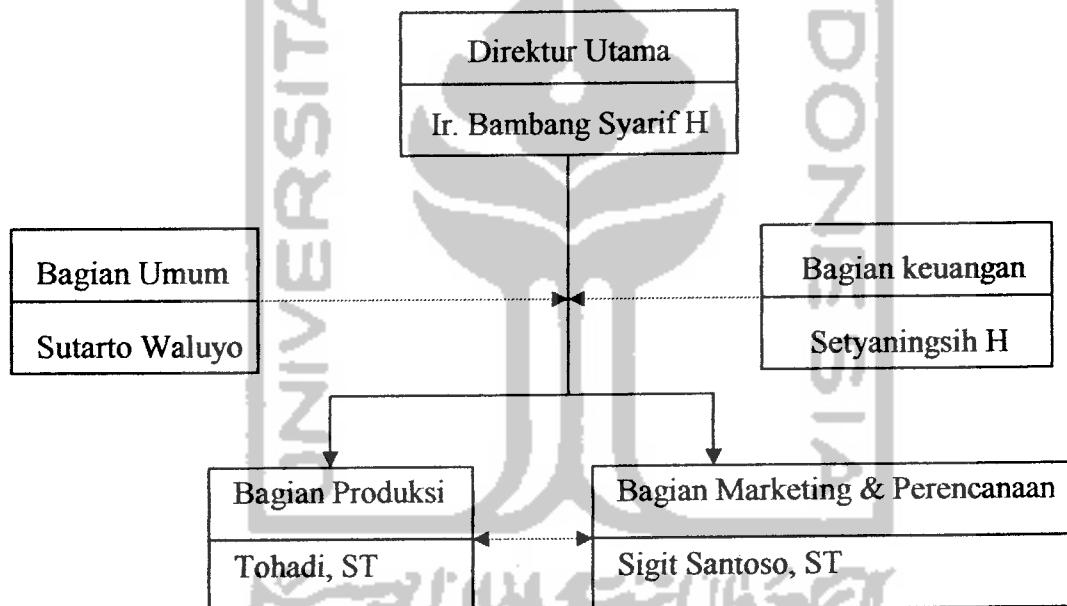 Direktur Utama
Ir. Bambang Syarif H
Bagian Umum
Sutarto Waluyo
Bagian keuangan
Setyaningsih H
Bagian Produksi
Tohadi, ST
Bagian Marketing & Perencanaan
Sigit Santoso, ST